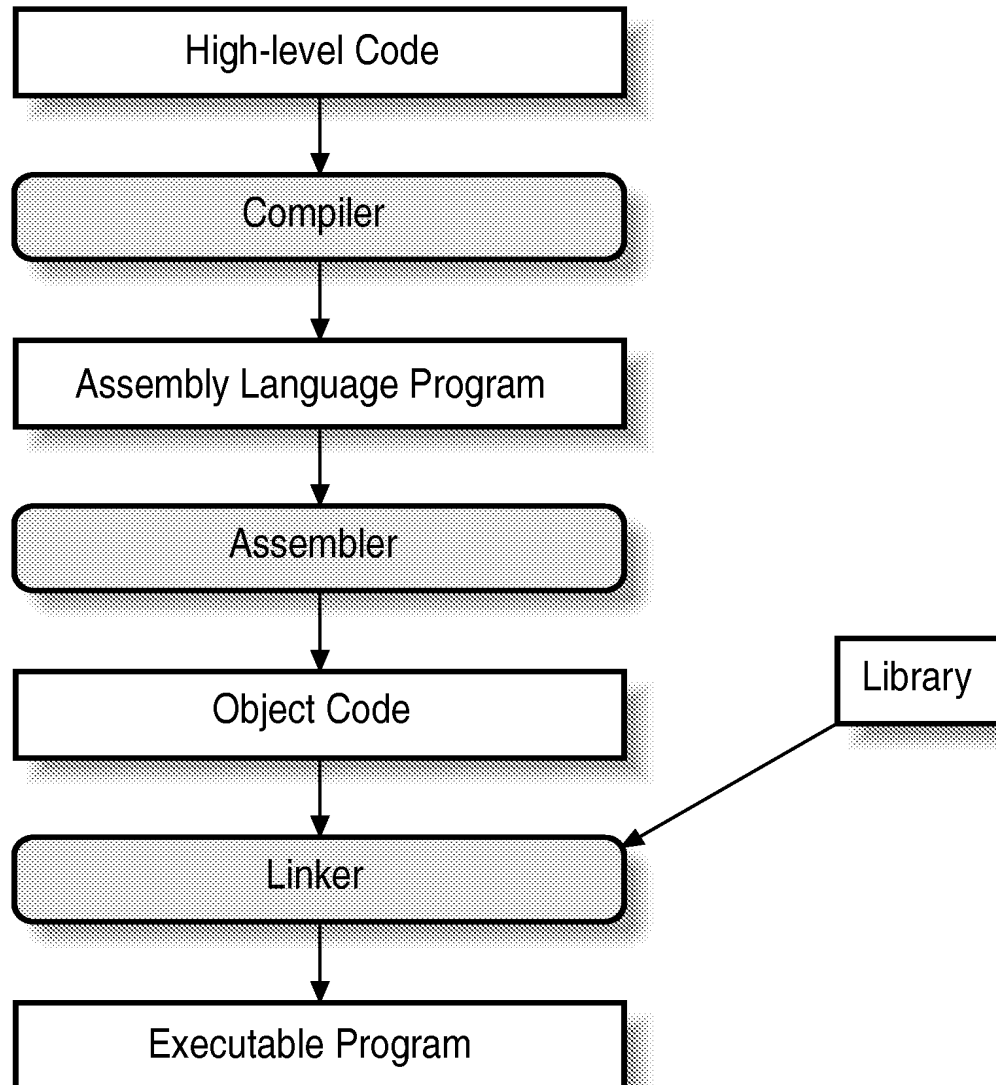 High-level Code
Compiler
Assembly Language Program
Assembler
Object Code
Library
Linker
Executable Program